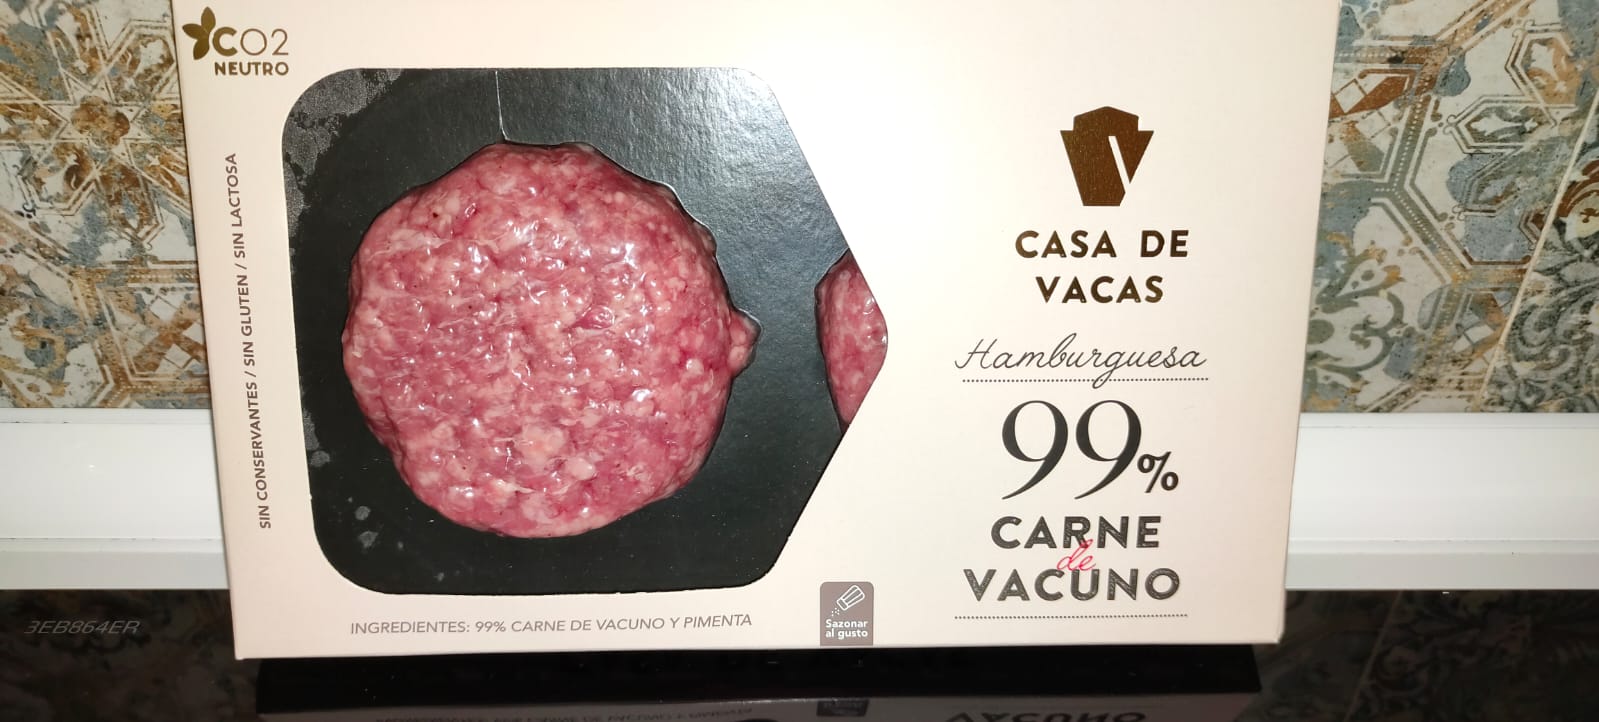 CO2
NEUTRO
SIN CONSERVANTES / SIN GLUTEN / SIN LACTOSA
CASA DE
VACAS
Hamburguesa
99%
CARNE
de
VACUNO
INGREDIENTES: 99% CARNE DE VACUNO Y PIMENTA
Sazonar
al gusto
3EB864ER